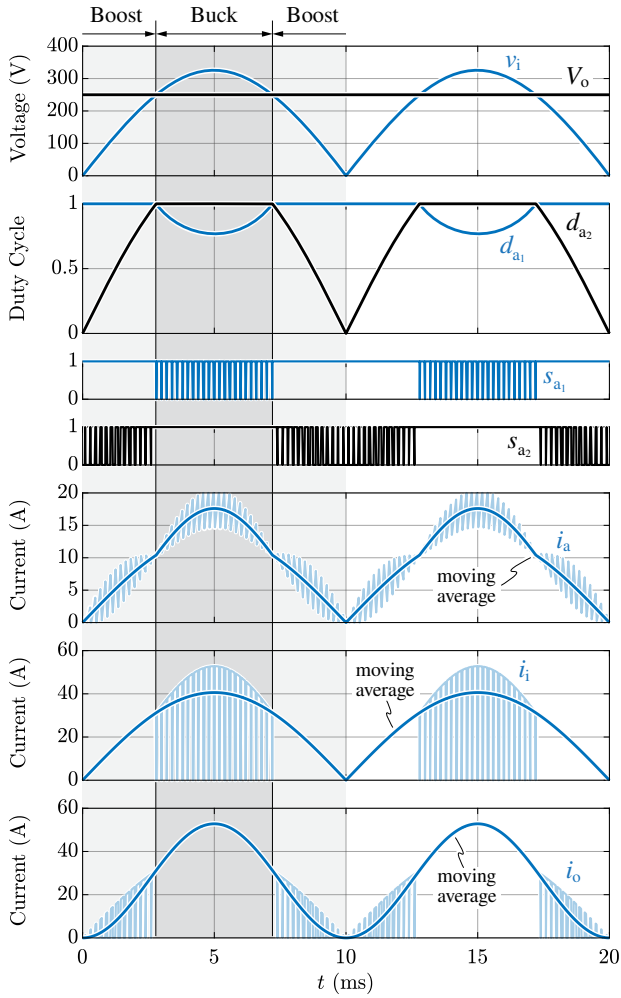 Boost Buck Boost
400
300
200
100
0
Voltage (V)
v_i
V_o
1
0.5
0
Duty Cycle
d_a₁
d_a₂
1
0
s_a₁
1
0
s_a₂
20
15
10
5
0
Current (A)
i_a
moving
average
60
40
20
0
Current (A)
moving
average
i_i
60
40
20
0
Current (A)
moving
average
i_o
0 5 10 15 20
t (ms)